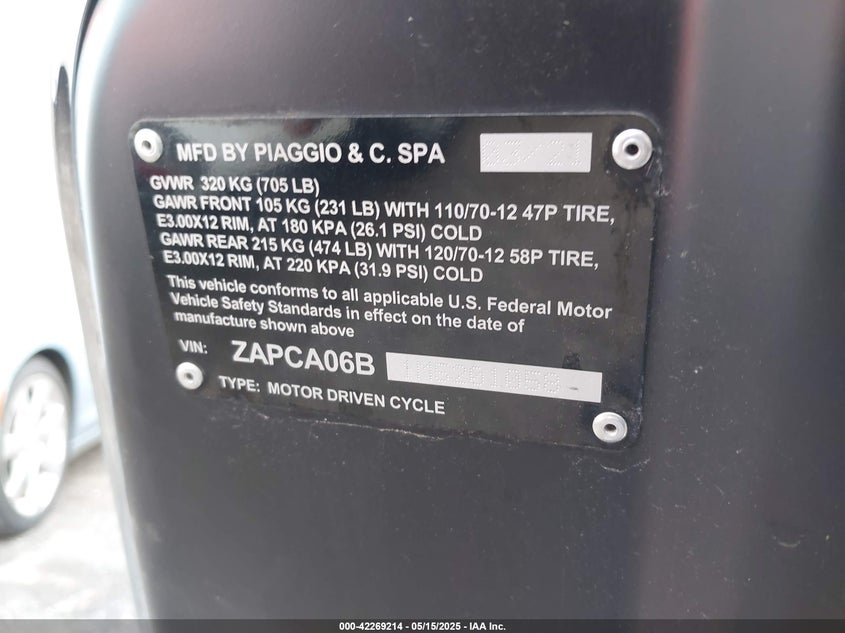 MFD BY PIAGGIO & C. SPA 03/21
GVWR 320 KG (705 LB)
GAWR FRONT 105 KG (231 LB) WITH 110/70-12 47P TIRE,
E3.00X12 RIM, AT 180 KPA (26.1 PSI) COLD
GAWR REAR 215 KG (474 LB) WITH 120/70-12 58P TIRE,
E3.00X12 RIM, AT 220 KPA (31.9 PSI) COLD
This vehicle conforms to all applicable U.S. Federal Motor
Vehicle Safety Standards in effect on the date of
manufacture shown above
VIN: ZAPCA06B
TYPE: MOTOR DRIVEN CYCLE
000-42269214 - 05/15/2025 - IAA Inc.